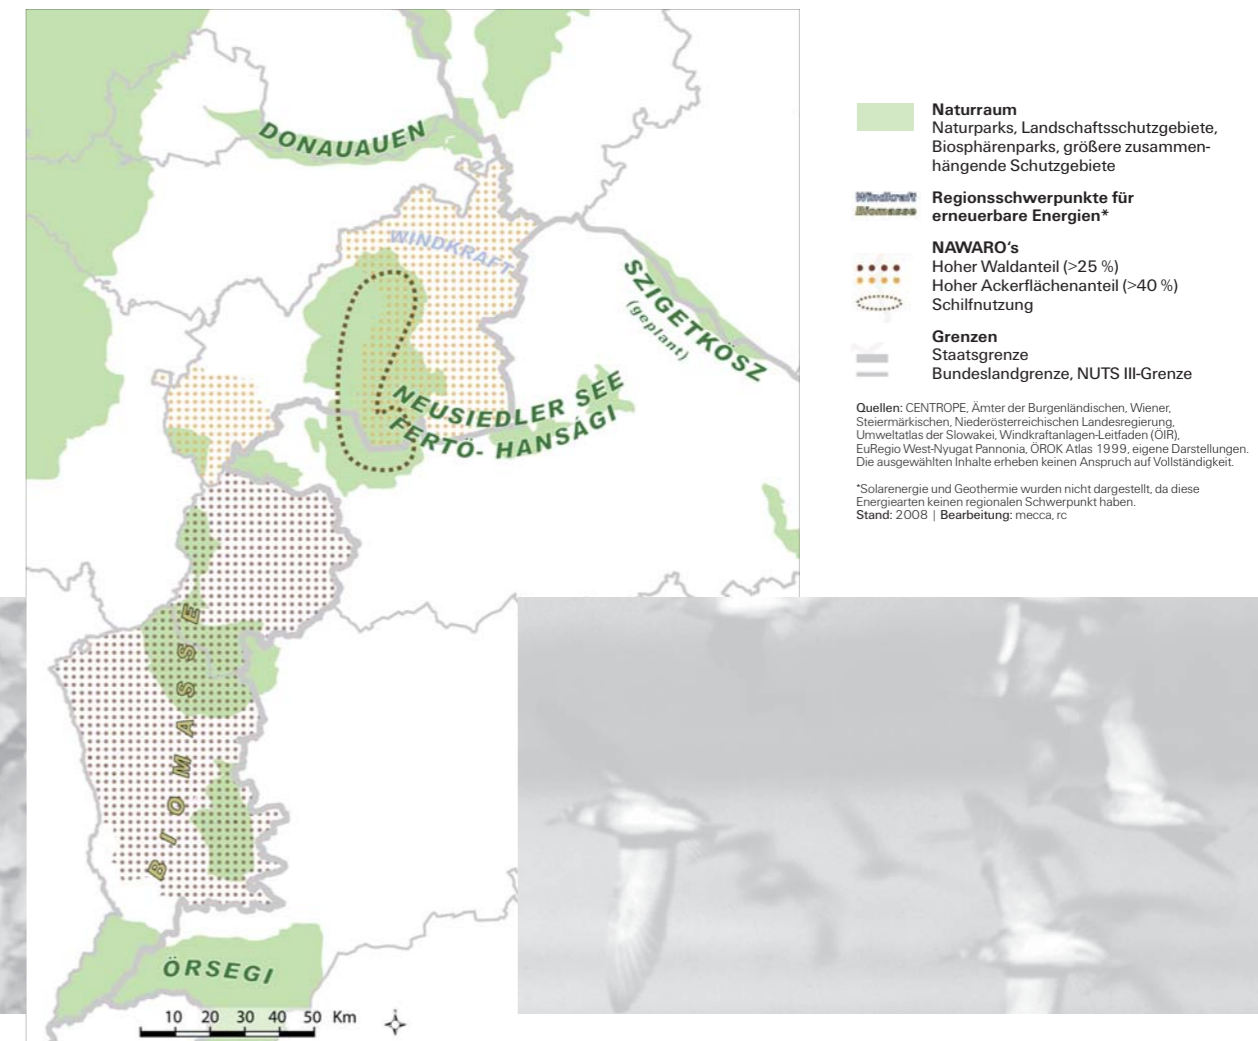 DONAUAUEN
WINDKRAFT
SZIGETKÖSZ
(geplant)
NEUSIEDLER SEE
FERTÖ- HANSÁGI
BIOMASSE
ÖRSEGI
10 20 30 40 50 Km
Naturraum
Naturparks, Landschaftsschutzgebiete,
Biosphärenparks, größere zusammen-
hängende Schutzgebiete
Windkraft
Biomasse
Regionsschwerpunkte für
erneuerbare Energien*
NAWARO's
Hoher Waldanteil (>25 %)
Hoher Ackerflächenanteil (>40 %)
Schilfnutzung
Grenzen
Staatsgrenze
Bundeslandgrenze, NUTS III-Grenze
Quellen: CENTROPE, Ämter der Burgenländischen, Wiener,
Steiermärkischen, Niederösterreichischen Landesregierung,
Umweltatlas der Slowakei, Windkraftanlagen-Leitfaden (ÖIR),
EuRegio West-Nyugat Pannonia, ÖROK Atlas 1999, eigene Darstellungen.
Die ausgewählten Inhalte erheben keinen Anspruch auf Vollständigkeit.
*Solarenergie und Geothermie wurden nicht dargestellt, da diese
Energiearten keinen regionalen Schwerpunkt haben.
Stand: 2008 | Bearbeitung: mecca, rc